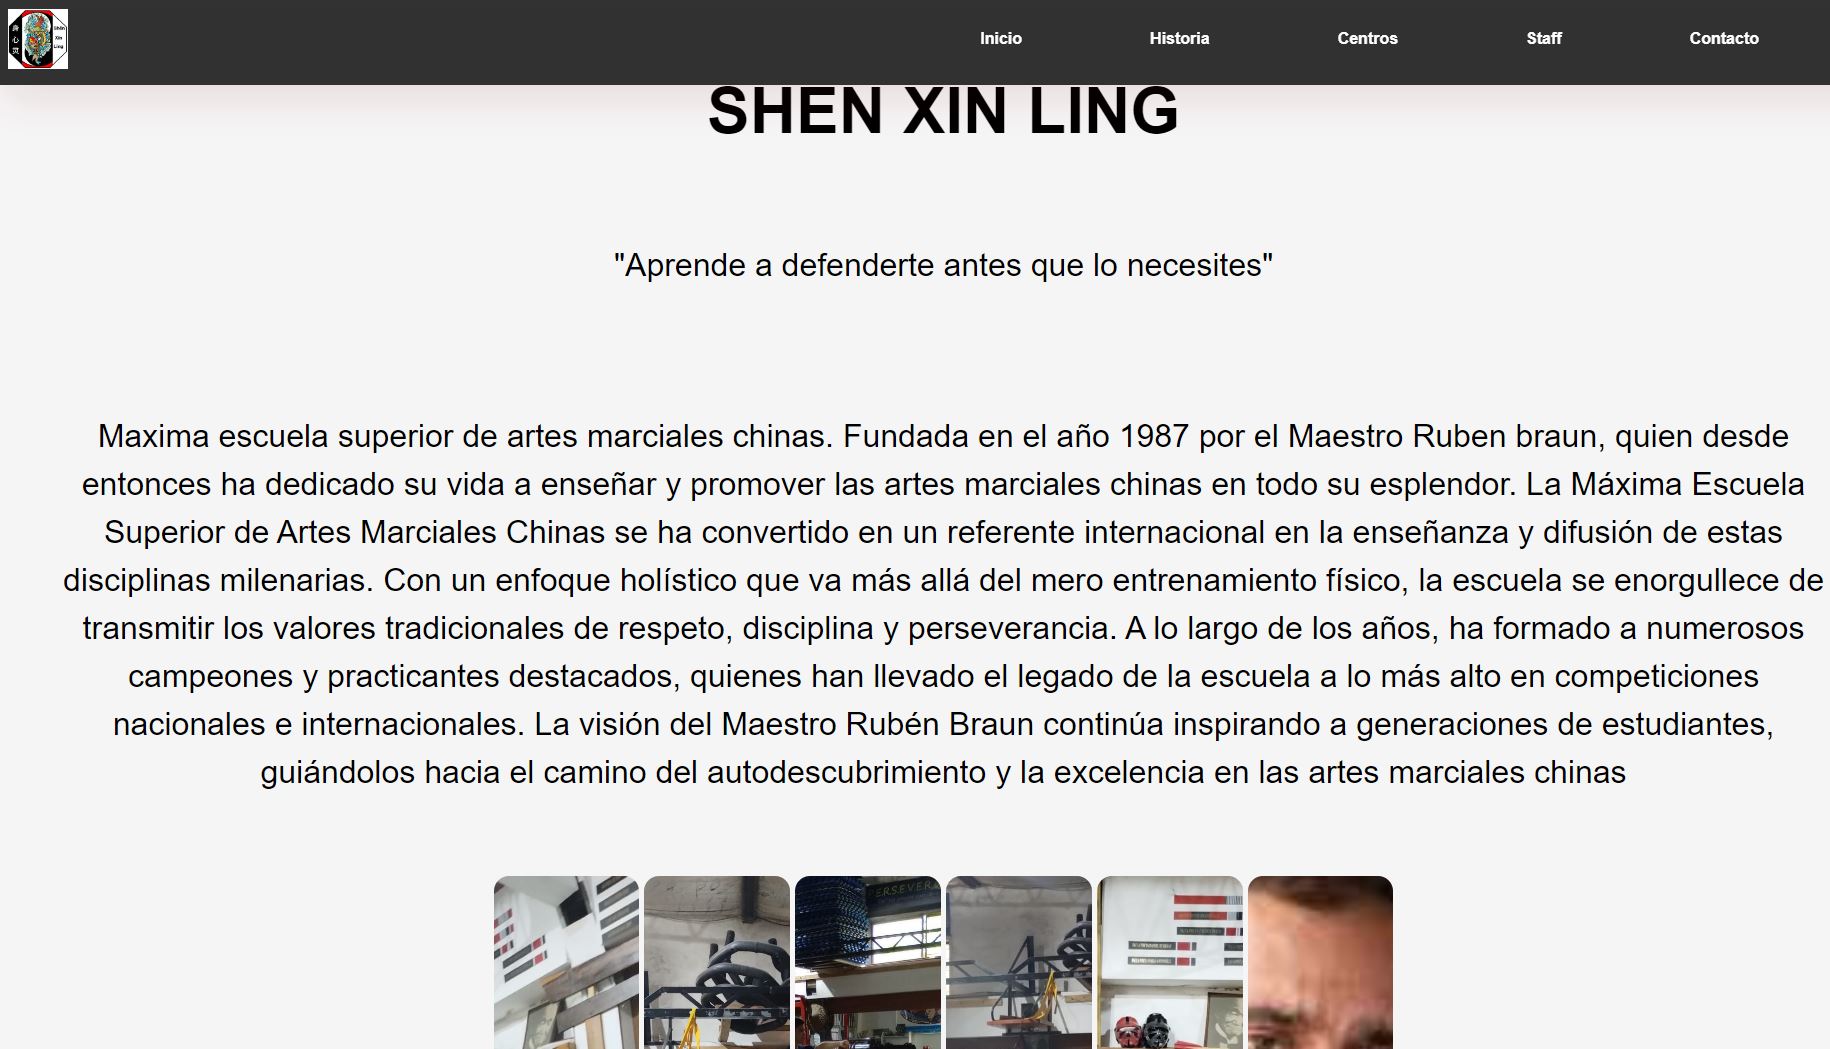 Shén
Xin
Ling
身
心
灵
Inicio Historia Centros Staff Contacto
SHEN XIN LING
"Aprende a defenderte antes que lo necesites"
Maxima escuela superior de artes marciales chinas. Fundada en el año 1987 por el Maestro Ruben braun, quien desde
entonces ha dedicado su vida a enseñar y promover las artes marciales chinas en todo su esplendor. La Máxima Escuela
Superior de Artes Marciales Chinas se ha convertido en un referente internacional en la enseñanza y difusión de estas
disciplinas milenarias. Con un enfoque holístico que va más allá del mero entrenamiento físico, la escuela se enorgullece de
transmitir los valores tradicionales de respeto, disciplina y perseverancia. A lo largo de los años, ha formado a numerosos
campeones y practicantes destacados, quienes han llevado el legado de la escuela a lo más alto en competiciones
nacionales e internacionales. La visión del Maestro Rubén Braun continúa inspirando a generaciones de estudiantes,
guiándolos hacia el camino del autodescubrimiento y la excelencia en las artes marciales chinas